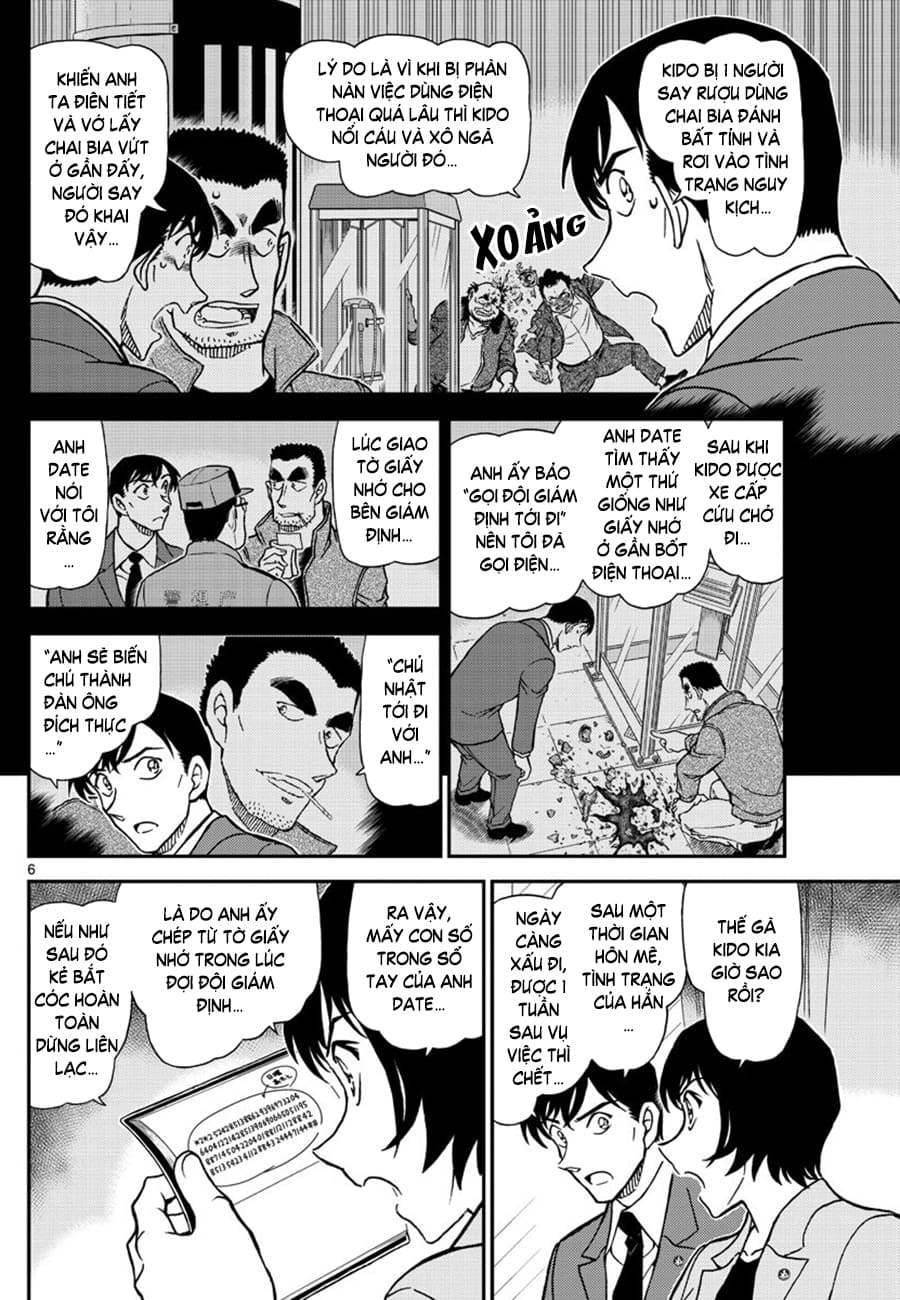 KIDO BỊ 1 NGƯỜI
SAY RƯỢU DÙNG
CHAI BIA ĐÁNH
BẤT TỈNH VÀ
RƠI VÀO TÌNH
TRẠNG NGUY
KỊCH...
LÝ DO LÀ VÌ KHI BỊ PHÀN
NÀN VIỆC DÙNG ĐIỆN
THOẠI QUÁ LÂU THÌ KIDO
NỔI CÁU VÀ XÔ NGÃ
NGƯỜI ĐÓ...
XOẢNG
KHIẾN ANH
TA ĐIÊN TIẾT
VÀ VỚ LẤY
CHAI BIA VỨT
Ở GẦN ĐẤY,
NGƯỜI SAY
ĐÓ KHAI
VẬY...
SAU KHI
KIDO ĐƯỢC
XE CẤP
CỨU CHỞ
ĐI...
ANH DATE
TÌM THẤY
MỘT THỨ
GIỐNG NHƯ
GIẤY NHỚ
Ở GẦN BỐT
ĐIỆN THOẠI...
ANH ẤY BẢO
“GỌI ĐỘI GIÁM
ĐỊNH TỚI ĐI”
NÊN TÔI ĐÃ
GỌI ĐIỆN...
LÚC GIAO
TỜ GIẤY
NHỚ CHO
BÊN GIÁM
ĐỊNH...
ANH
DATE
NÓI
VỚI TÔI
RẰNG
...
警視庁
“CHỦ
NHẬT
TỚI ĐI
VỚI
ANH...”
“ANH SẼ BIẾN
CHÚ THÀNH
ĐÀN ÔNG
ĐÍCH THỰC
...”
6
THẾ GÃ
KIDO KIA
GIỜ SAO
RỒI?
SAU MỘT
THỜI GIAN
HÔN MÊ,
TÌNH TRẠNG
CỦA HẮN
...
NGÀY
CÀNG
XẤU ĐI,
ĐƯỢC 1
TUẦN
SAU VỤ
VIỆC THÌ
CHẾT...
RA VẬY,
MẤY CON SỐ
TRONG SỔ
TAY CỦA ANH
DATE...
LÀ DO ANH ẤY
CHÉP TỪ TỜ GIẤY
NHỚ TRONG LÚC
ĐỢI ĐỘI GIÁM
ĐỊNH...
NẾU NHƯ
SAU ĐÓ
KẺ BẮT
CÓC HOÀN
TOÀN
DỪNG LIÊN
LẠC...